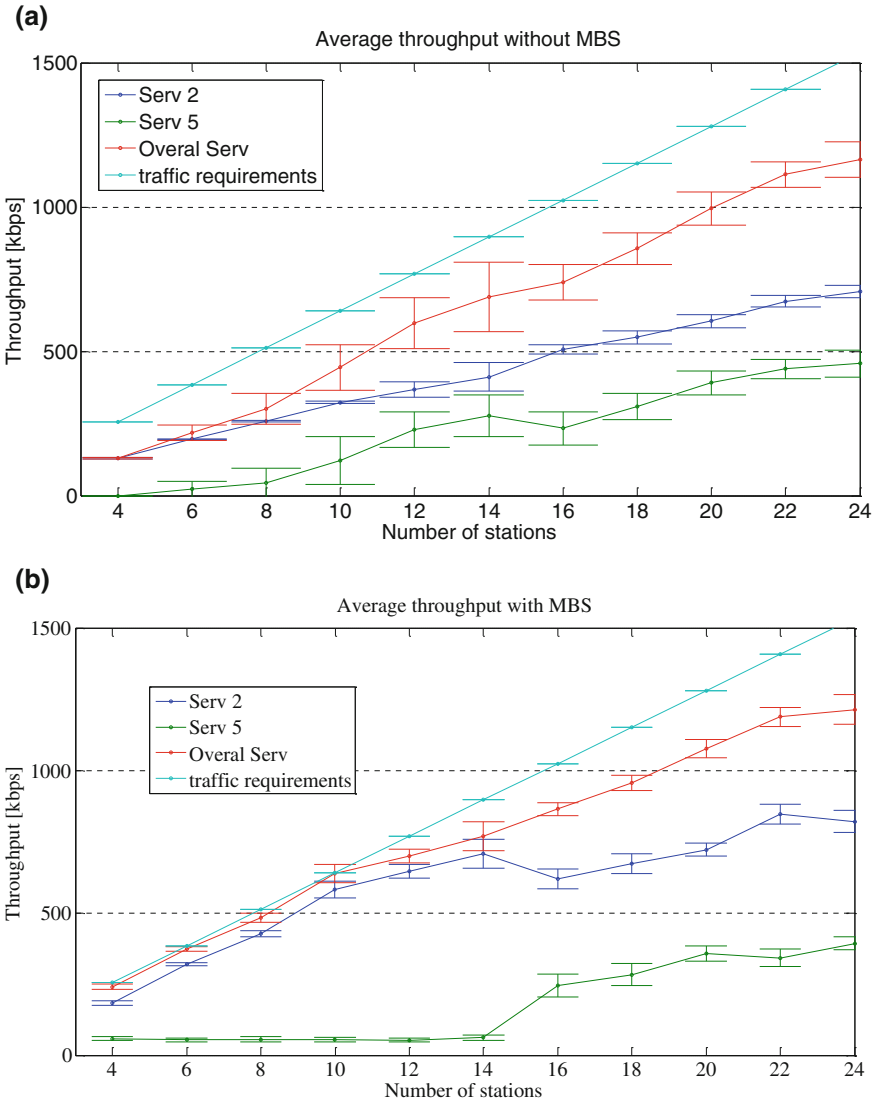 (a)
Average throughput without MBS
1500
Serv 2
Serv 5
Overal Serv
traffic requirements
1000
Throughput [kbps]
500
0
4 6 8 10 12 14 16 18 20 22 24
Number of stations
(b)
Average throughput with MBS
1500
Serv 2
Serv 5
Overal Serv
traffic requirements
1000
Throughput [kbps]
500
0
4 6 8 10 12 14 16 18 20 22 24
Number of stations